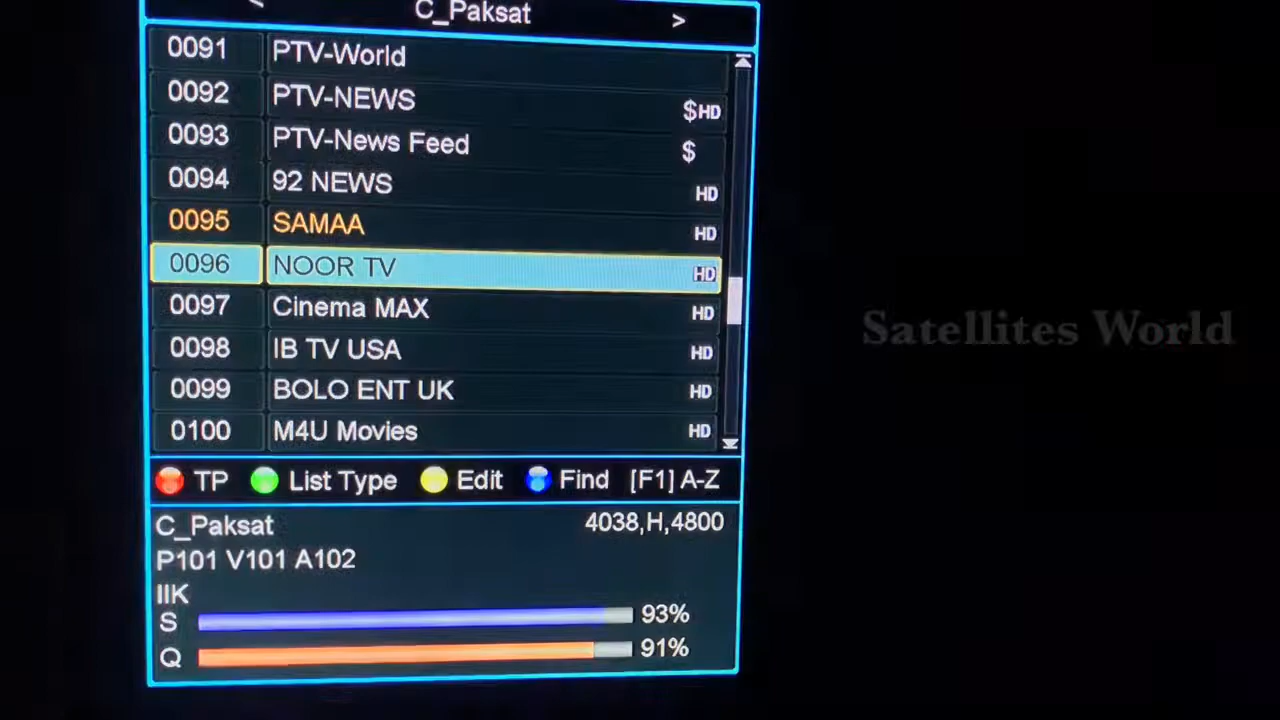 < C_Paksat >
0091 PTV-World
0092 PTV-NEWS $HD
0093 PTV-News Feed $
0094 92 NEWS HD
0095 SAMAA HD
0096 NOOR TV HD
0097 Cinema MAX HD
0098 IB TV USA HD
0099 BOLO ENT UK HD
0100 M4U Movies HD
TP List Type Edit Find [F1] A-Z
C_Paksat 4038,H,4800
P101 V101 A102
IIK
S 93%
Q 91%
Satellites World